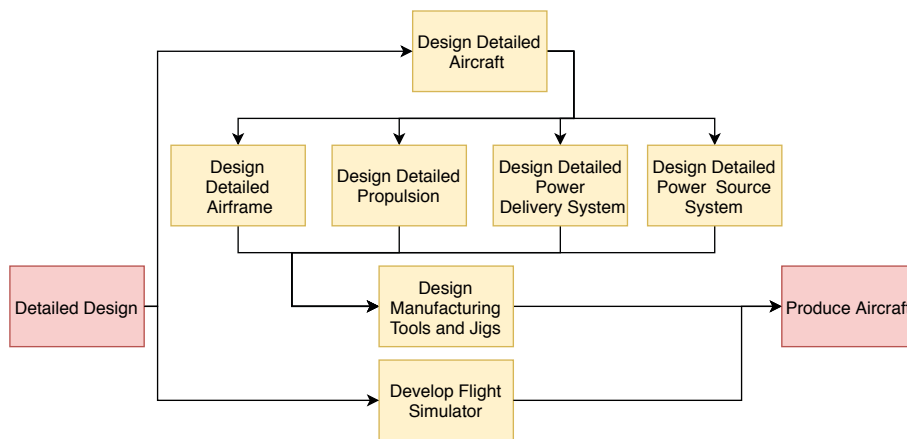 Design Detailed
Aircraft
Design
Detailed
Airframe
Design Detailed
Propulsion
Design Detailed
Power
Delivery System
Design Detailed
Power Source
System
Detailed Design
Design
Manufacturing
Tools and Jigs
Produce Aircraft
Develop Flight
Simulator